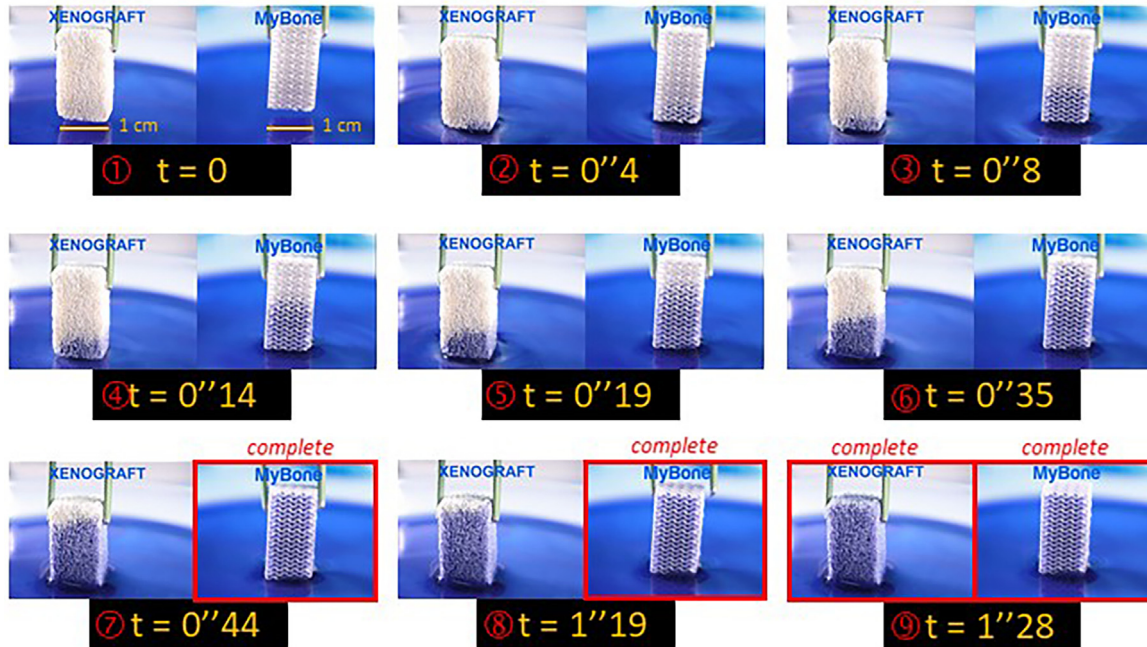 XENOGRAFT MyBone
1 cm 1 cm
① t = 0
XENOGRAFT MyBone
② t = 0’’4
XENOGRAFT MyBone
③ t = 0’’8
XENOGRAFT MyBone
④ t = 0’’14
XENOGRAFT MyBone
⑤ t = 0’’19
XENOGRAFT MyBone
⑥ t = 0’’35
complete
XENOGRAFT MyBone
⑦ t = 0’’44
complete
XENOGRAFT MyBone
⑧ t = 1’’19
complete complete
XENOGRAFT MyBone
⑨ t = 1’’28